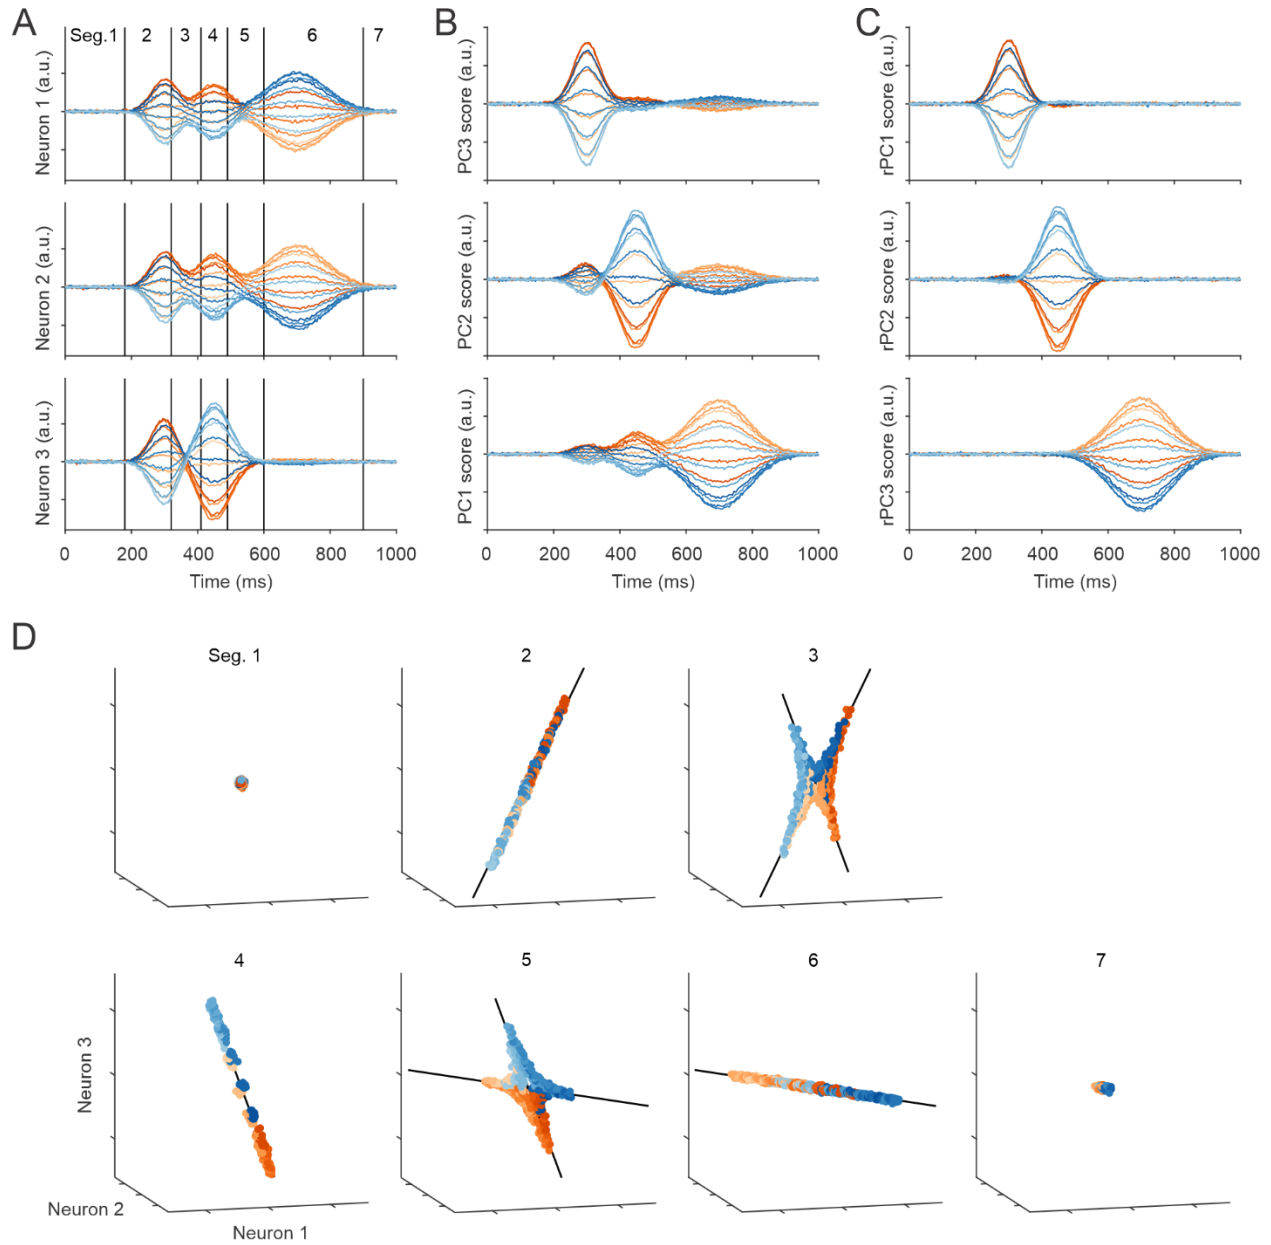 A
Seg.1 2 3 4 5 6 7
Neuron 1 (a.u.)
Neuron 2 (a.u.)
Neuron 3 (a.u.)
0 200 400 600 800 1000
Time (ms)
B
PC3 score (a.u.)
PC2 score (a.u.)
PC1 score (a.u.)
0 200 400 600 800 1000
Time (ms)
C
rPC1 score (a.u.)
rPC2 score (a.u.)
rPC3 score (a.u.)
0 200 400 600 800 1000
Time (ms)
D
Seg. 1 2 3
4 5 6 7
Neuron 3
Neuron 2
Neuron 1